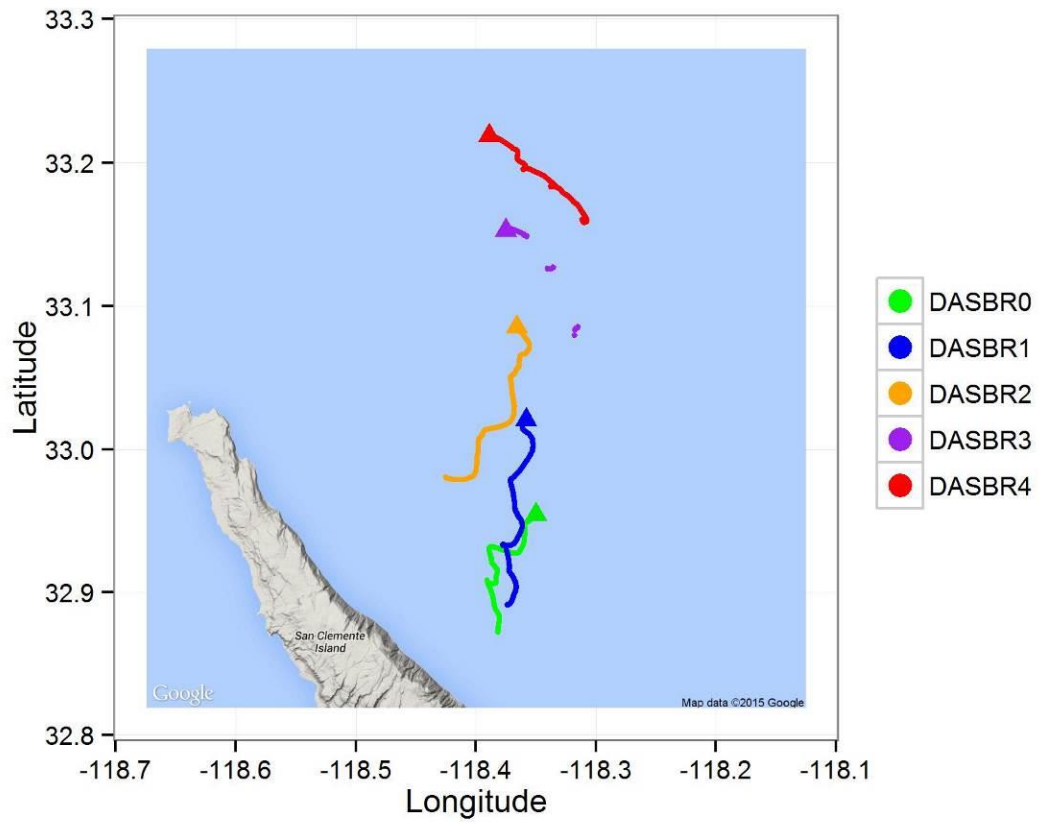 33.3
33.2
33.1
33.0
32.9
32.8
Latitude
-118.7
-118.6
-118.5
-118.4
-118.3
-118.2
-118.1
Longitude
San Clemente
Island
Google
Map data ©2015 Google
DASBR0
DASBR1
DASBR2
DASBR3
DASBR4